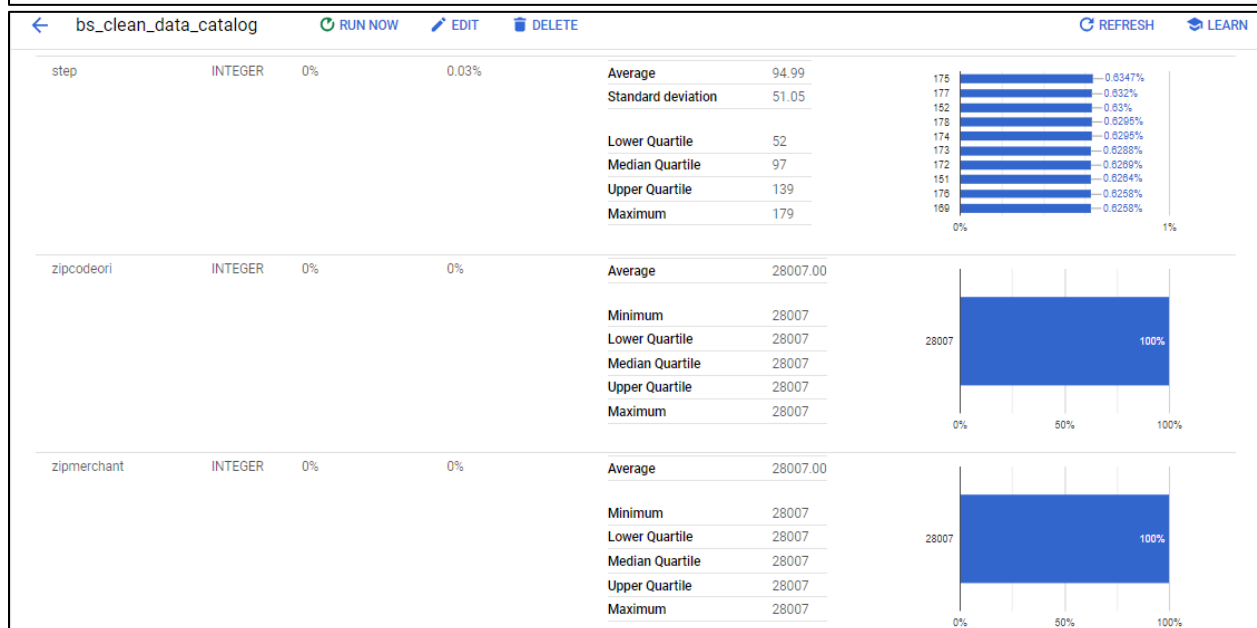 bs_clean_data_catalog RUN NOW EDIT DELETE REFRESH LEARN
step INTEGER 0% 0.03%
Average 94.99
Standard deviation 51.05
Lower Quartile 52
Median Quartile 97
Upper Quartile 139
Maximum 179
175 0.6347%
177 0.632%
152 0.63%
178 0.6295%
174 0.6295%
173 0.6288%
172 0.6269%
151 0.6264%
176 0.6258%
169 0.6258%
0% 1%
zipcodeori INTEGER 0% 0%
Average 28007.00
Minimum 28007
Lower Quartile 28007
Median Quartile 28007
Upper Quartile 28007
Maximum 28007
28007 100%
0% 50% 100%
zipmerchant INTEGER 0% 0%
Average 28007.00
Minimum 28007
Lower Quartile 28007
Median Quartile 28007
Upper Quartile 28007
Maximum 28007
28007 100%
0% 50% 100%